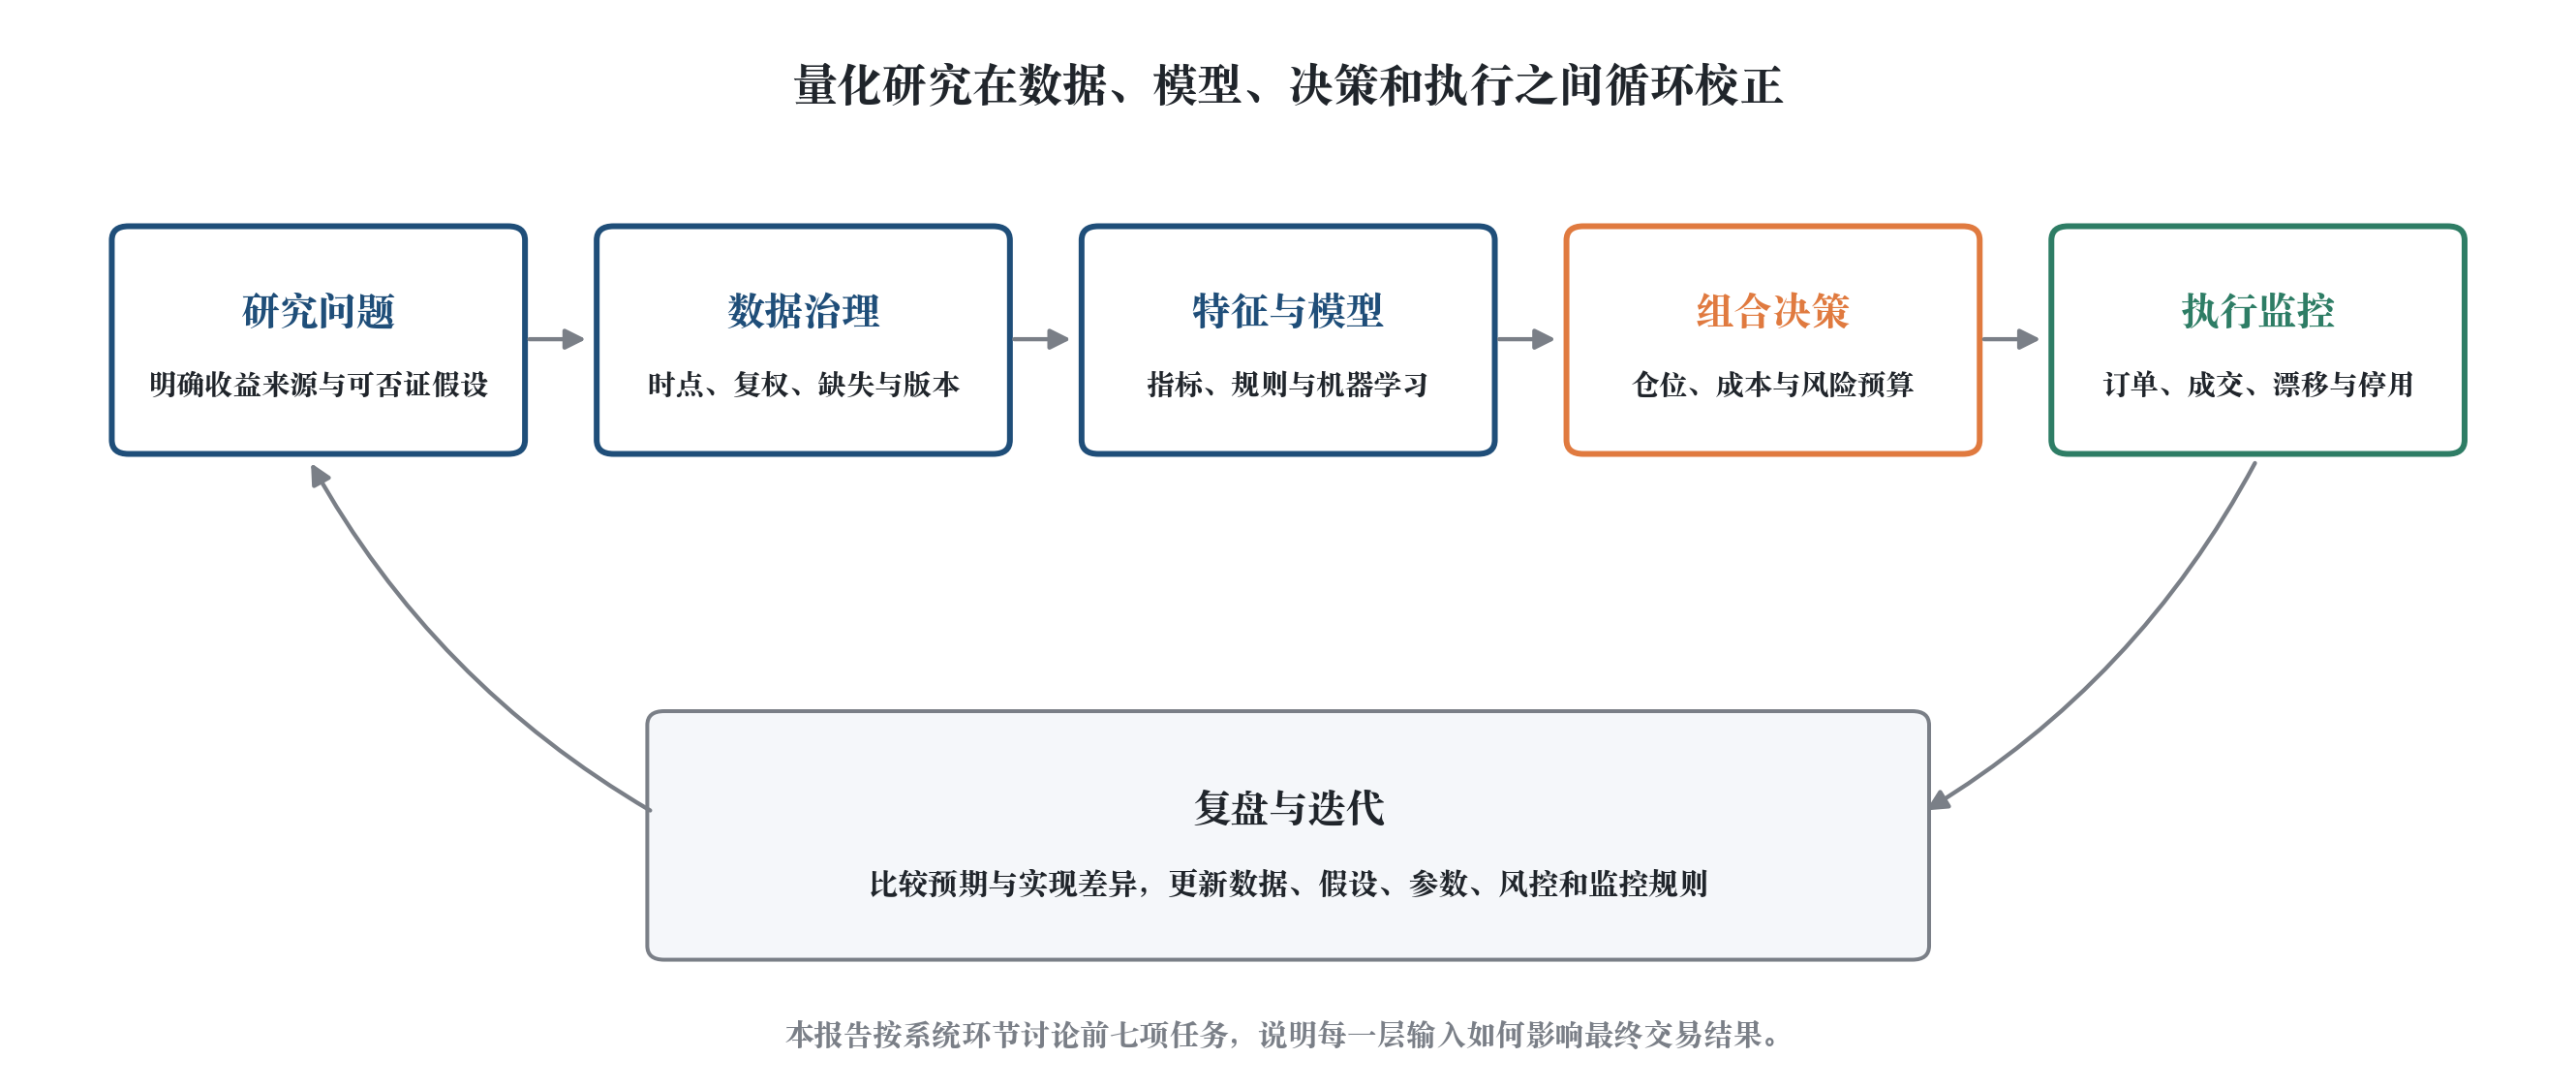 量化研究在数据、模型、决策和执行之间循环校正
研究问题
明确收益来源与可否证假设
数据治理
时点、复权、缺失与版本
特征与模型
指标、规则与机器学习
组合决策
仓位、成本与风险预算
执行监控
订单、成交、漂移与停用
复盘与迭代
比较预期与实现差异，更新数据、假设、参数、风控和监控规则
本报告按系统环节讨论前七项任务，说明每一层输入如何影响最终交易结果。